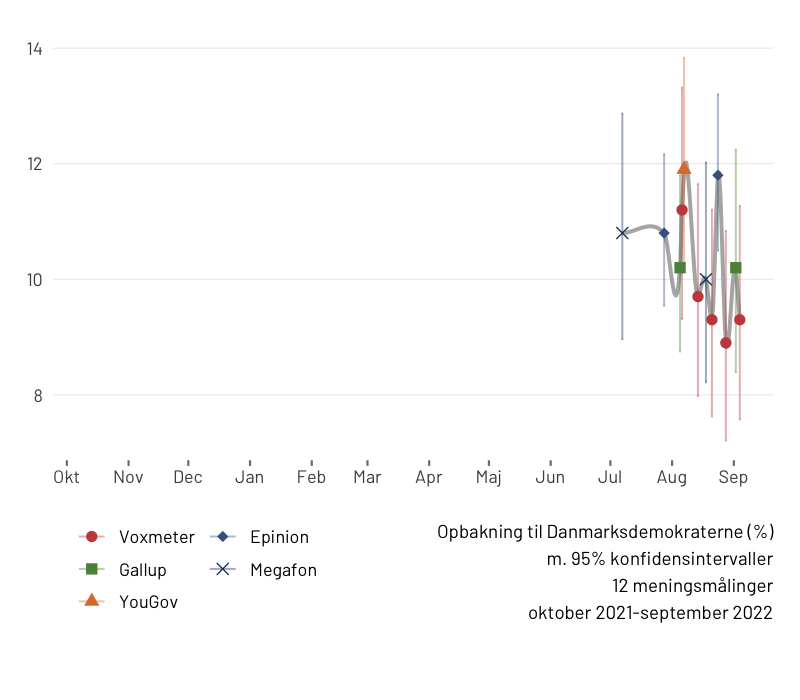 14
12
10
8
Okt Nov Dec Jan Feb Mar Apr Maj Jun Jul Aug Sep
Voxmeter Epinion
Gallup Megafon
YouGov
Opbakning til Danmarksdemokraterne (%)
m. 95% konfidensintervaller
12 meningsmålinger
oktober 2021-september 2022